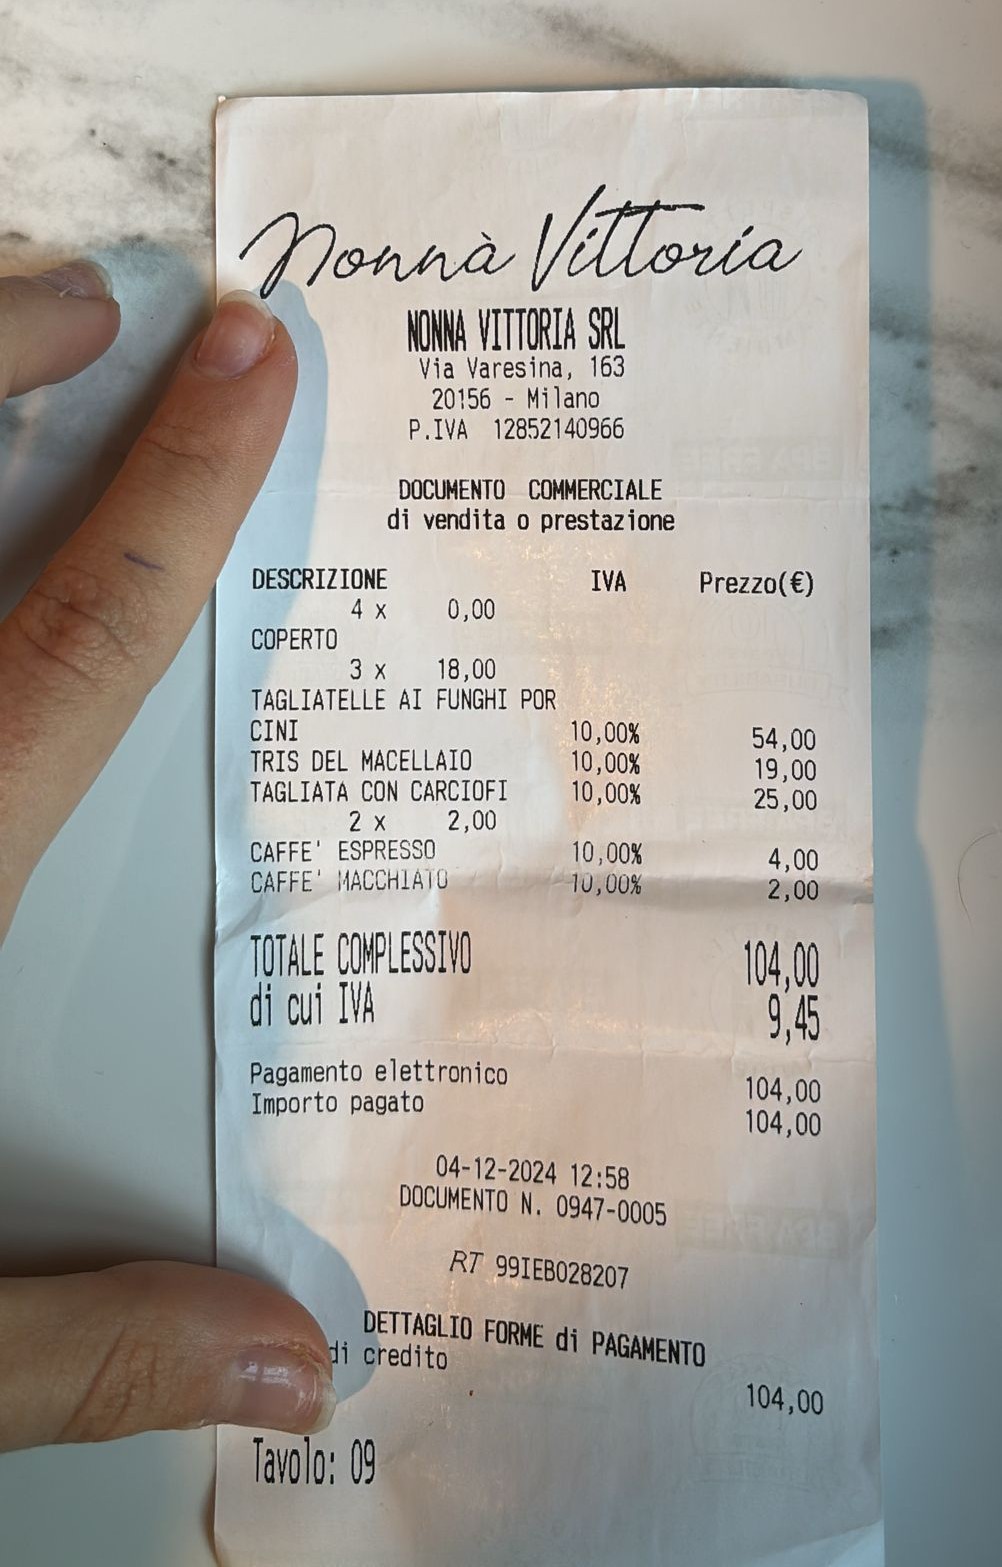 Nonnà Vittoria
NONNA VITTORIA SRL
Via Varesina, 163
20156 - Milano
P.IVA 12852140966
DOCUMENTO COMMERCIALE
di vendita o prestazione
DESCRIZIONE IVA Prezzo(€)
4 x 0,00
COPERTO
3 x 18,00
TAGLIATELLE AI FUNGHI POR
CINI 10,00% 54,00
TRIS DEL MACELLAIO 10,00% 19,00
TAGLIATA CON CARCIOFI 10,00% 25,00
2 x 2,00
CAFFE' ESPRESSO 10,00% 4,00
CAFFE' MACCHIATO 10,00% 2,00
TOTALE COMPLESSIVO 104,00
di cui IVA 9,45
Pagamento elettronico 104,00
Importo pagato 104,00
04-12-2024 12:58
DOCUMENTO N. 0947-0005
RT 99IEB028207
DETTAGLIO FORME di PAGAMENTO
di credito
104,00
Tavolo: 09